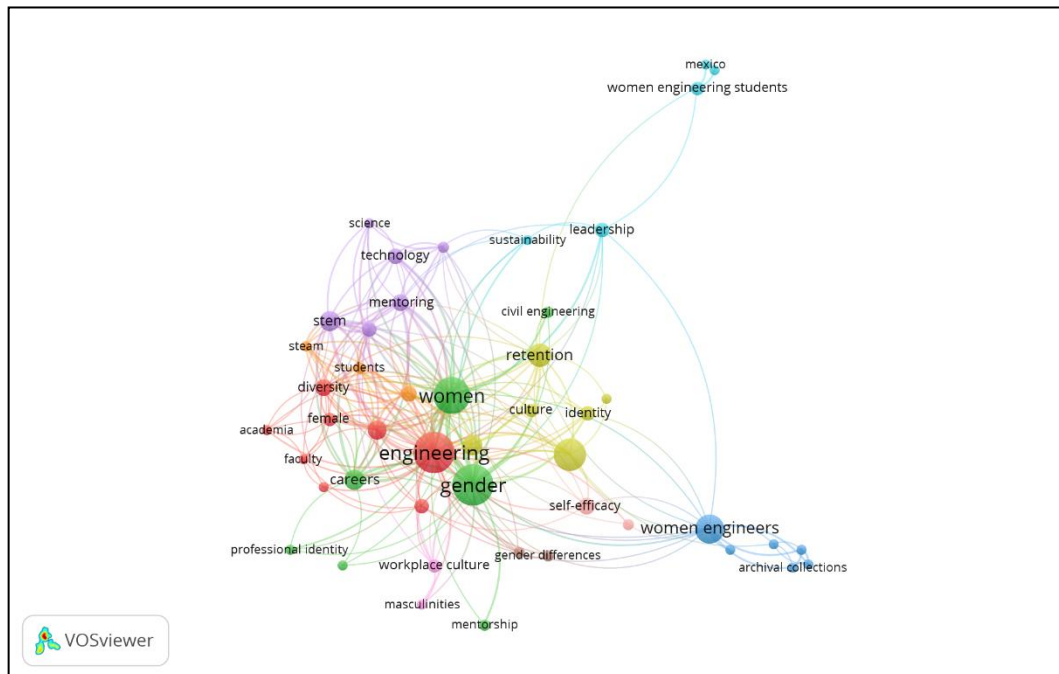 mexico
women engineering students
science
leadership
sustainability
technology
mentoring
civil engineering
stem
steam
retention
students
diversity
women
culture
identity
female
academia
engineering
faculty
careers
gender
self-efficacy
women engineers
professional identity
gender differences
workplace culture
archival collections
masculinities
mentorship
VOSviewer